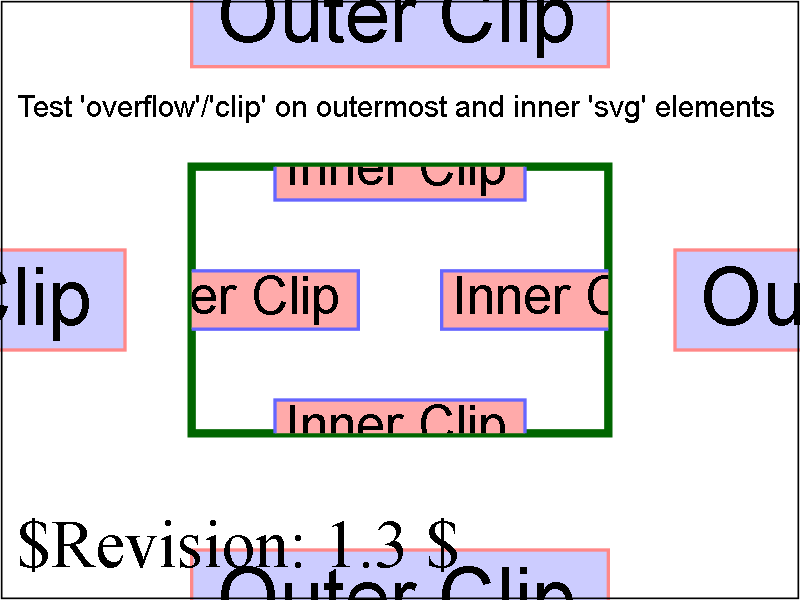 Outer Clip
Test 'overflow'/'clip' on outermost and inner 'svg' elements
Inner Clip
Clip
er Clip
Inner C
Ou
Inner Clip
$Revision: 1.3 $
Outer Clip